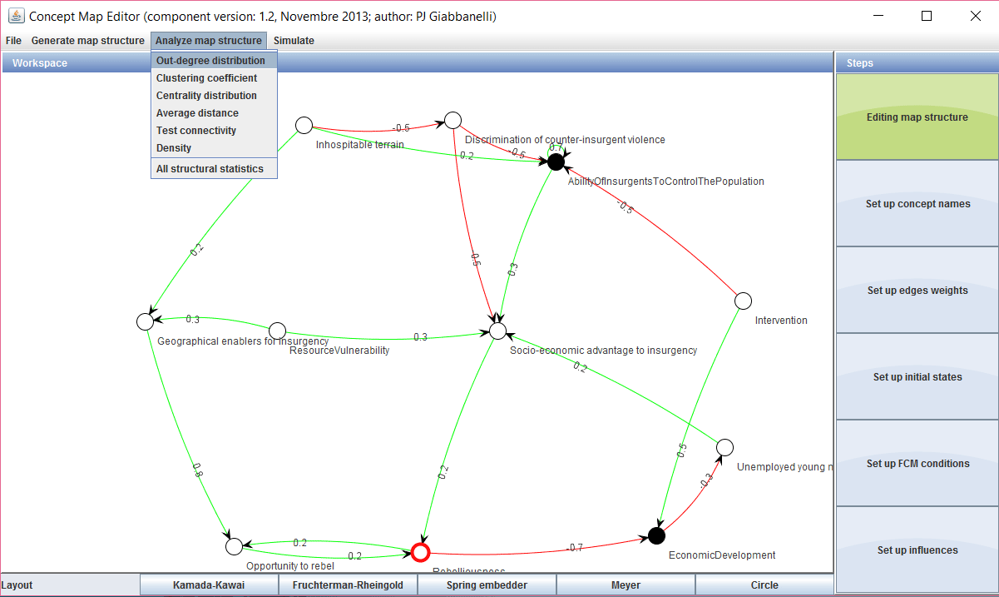 Concept Map Editor (component version: 1.2, Novembre 2013; author: PJ Giabbanelli)
File Generate map structure Analyze map structure Simulate
Workspace
Steps
Out-degree distribution
Clustering coefficient
Centrality distribution
Average distance
Test connectivity
Density
All structural statistics
Editing map structure
Set up concept names
Set up edges weights
Set up initial states
Set up FCM conditions
Set up influences
-0.5
Discrimination of counter-insurgent violence
Inhospitable terrain
0.2
-0.6
0.7
AbilityOfInsurgentsToControlThePopulation
-0.5
0.2
0.3
Intervention
0.3
Geographical enablers for insurgency
ResourceVulnerability
0.3
Socio-economic advantage to insurgency
0.2
0.5
Unemployed young
0.8
0.2
-0.3
0.2
0.2
Opportunity to rebel
Rebelliousness
-0.7
EconomicDevelopment
Layout
Kamada-Kawai
Fruchterman-Rheingold
Spring embedder
Meyer
Circle